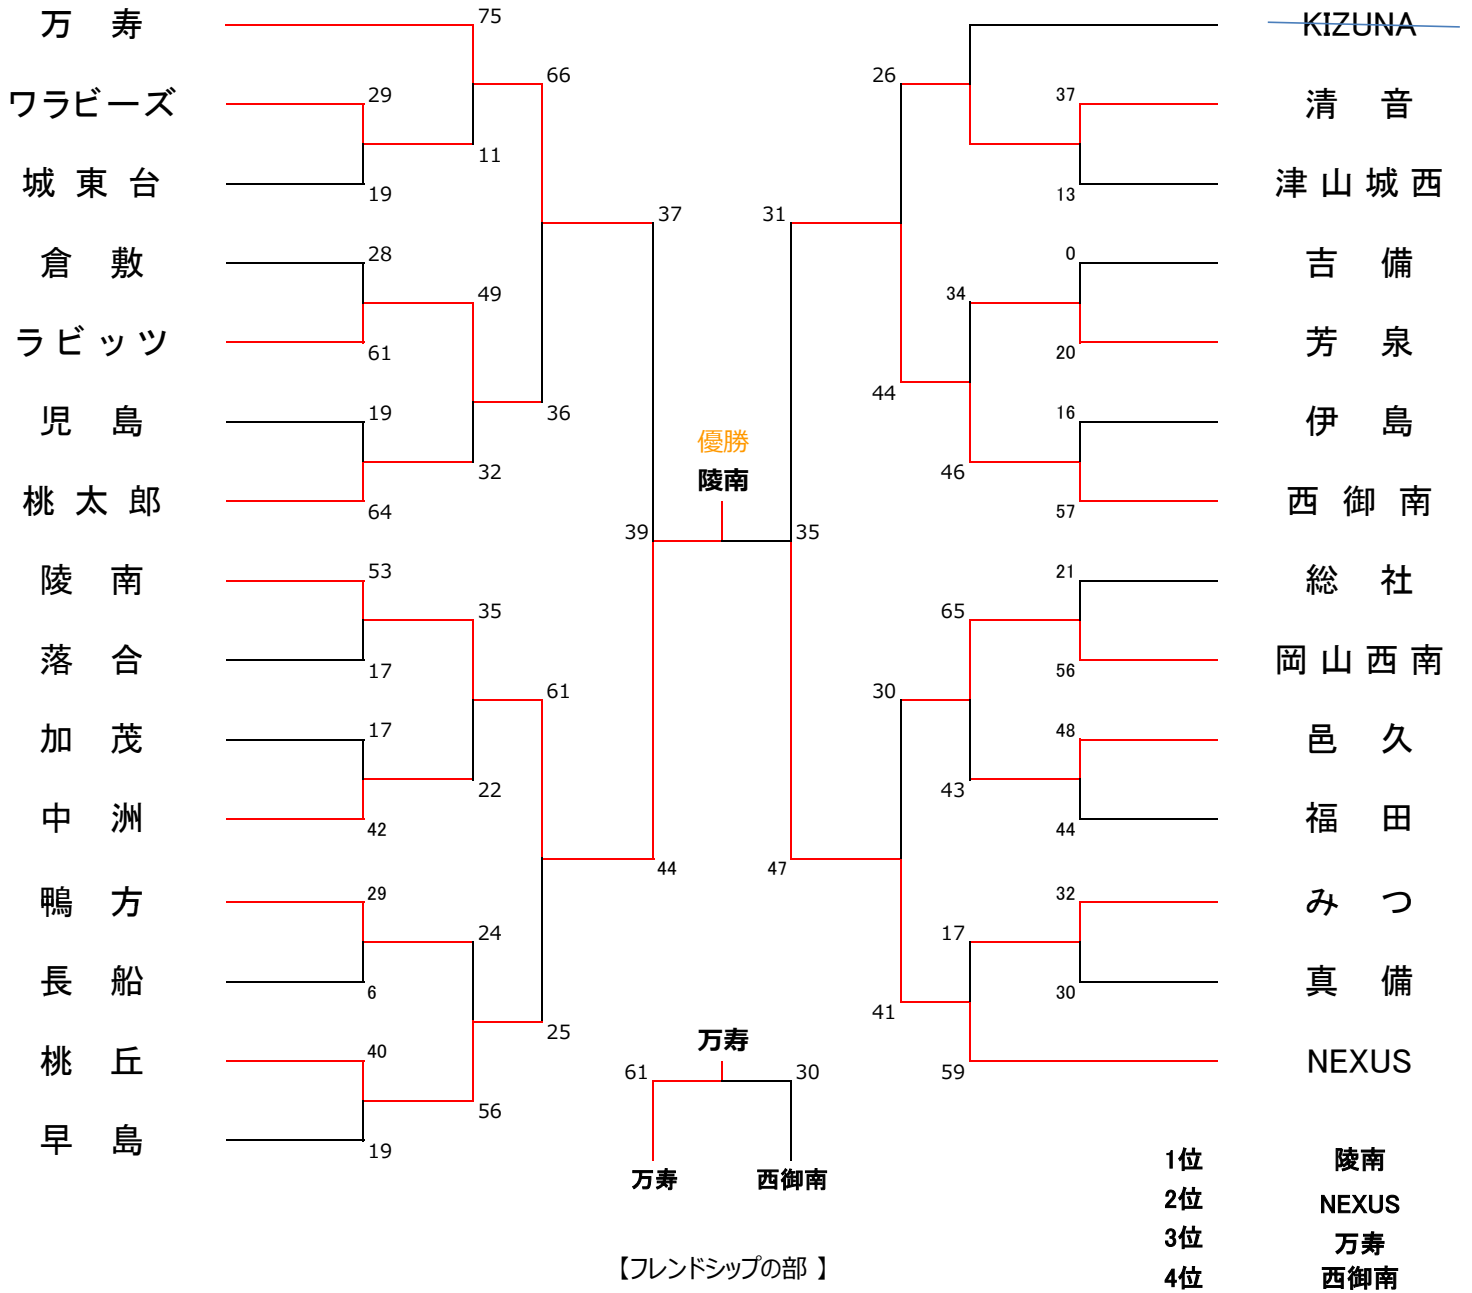 万寿
75
ワラビーズ
29
11
城東台
19
66
倉敷
28
49
ラビッツ
61
児島
19
32
桃太郎
64
36
37
陵南
53
35
落合
17
加茂
17
22
中洲
42
61
鴨方
29
24
長船
6
桃丘
40
56
早島
19
25
44
優勝
陵南
39
35
KIZUNA
26
37
清音
13
津山城西
31
0
吉備
34
20
芳泉
44
16
伊島
46
57
西御南
21
総社
65
56
岡山西南
30
48
邑久
43
44
福田
47
32
みつ
17
30
真備
41
59
NEXUS
万寿
61
30
万寿
西御南
1位 陵南
2位 NEXUS
3位 万寿
4位 西御南
【フレンドシップの部 】